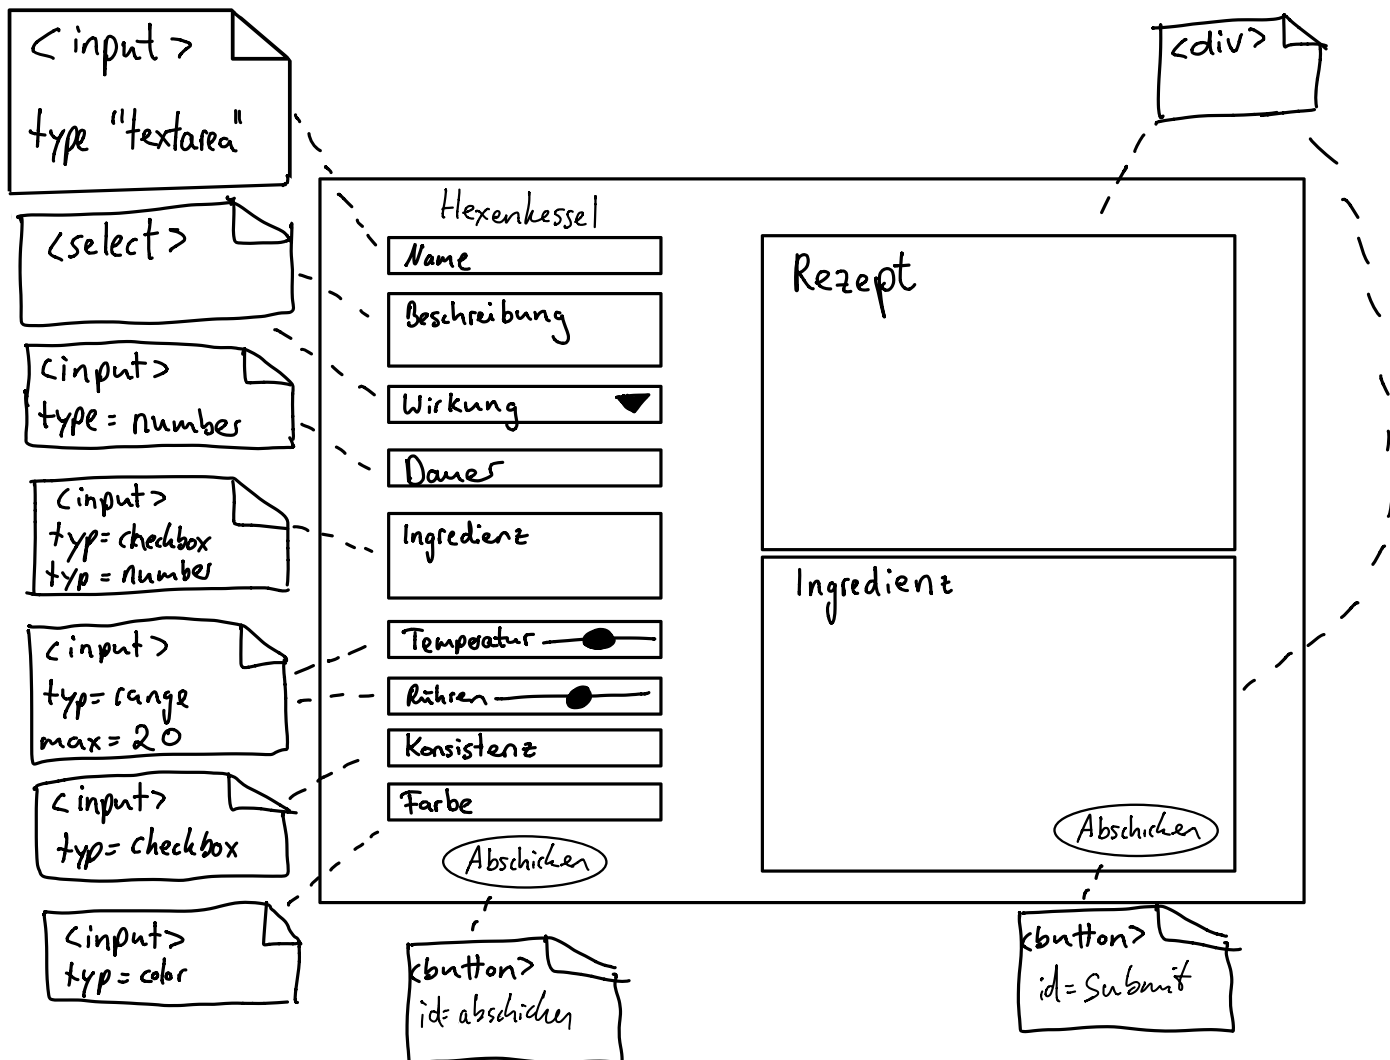 <input>
type "textarea"
<div>
<select>
<input>
type= number
<input>
typ= checkbox
typ= number
<input>
typ= range
max= 20
<input>
typ= checkbox
<input>
typ= color
Hexenkessel
Name
Beschreibung
Wirkung
Dauer
Ingredienz
Temperatur
Rühren
Konsistenz
Farbe
Abschicken
Rezept
Ingredienz
Abschicken
<button>
id= abschicken
<button>
id= Submit